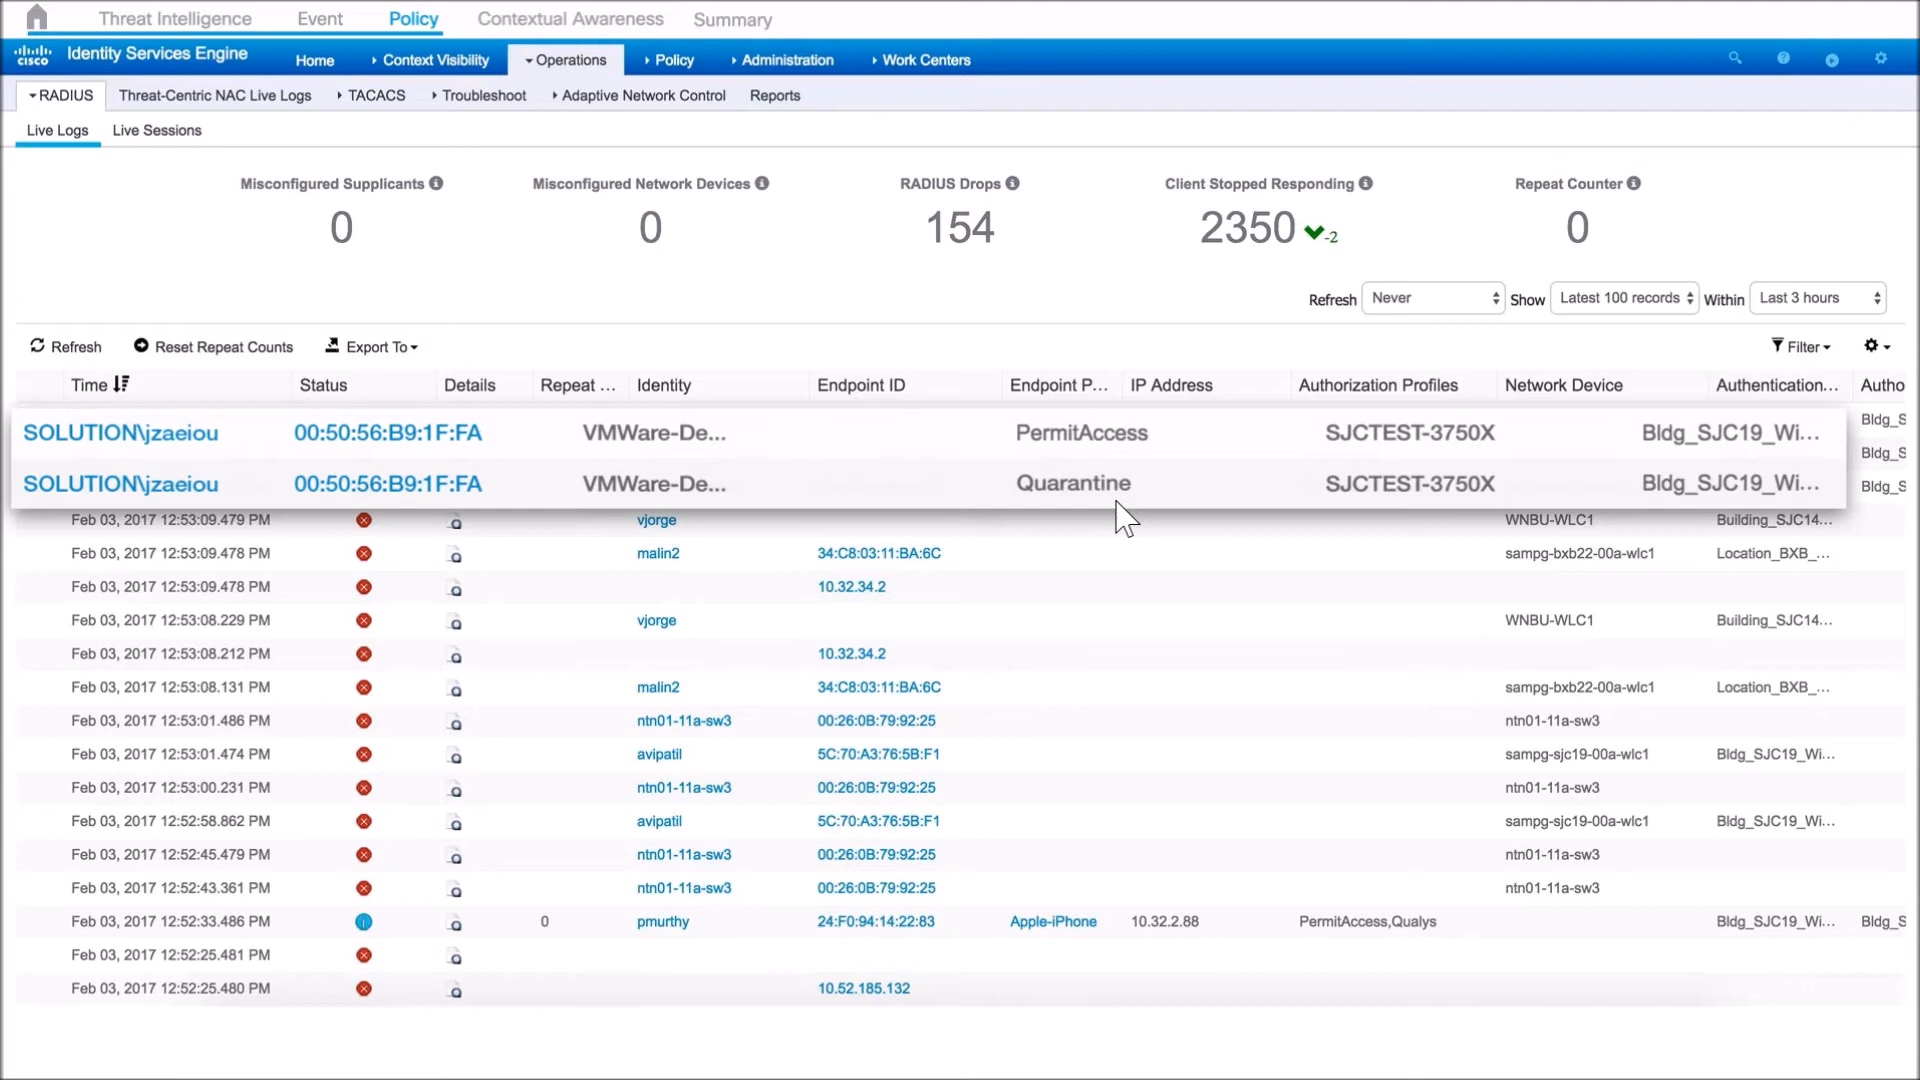 Threat Intelligence Event Policy Contextual Awareness Summary
cisco Identity Services Engine Home Context Visibility Operations Policy Administration Work Centers
RADIUS Threat-Centric NAC Live Logs TACACS Troubleshoot Adaptive Network Control Reports
Live Logs Live Sessions
Misconfigured Supplicants Misconfigured Network Devices RADIUS Drops Client Stopped Responding Repeat Counter
0 0 154 2350 -2 0
Refresh Never Show Latest 100 records Within Last 3 hours
Refresh Reset Repeat Counts Export To Filter
Time Status Details Repeat ... Identity Endpoint ID Endpoint P... IP Address Authorization Profiles Network Device Authentication... Autho
Bldg_S
SOLUTION\jzaeiou 00:50:56:B9:1F:FA VMWare-De... PermitAccess SJCTEST-3750X Bldg_SJC19_Wi...
Bldg_S
SOLUTION\jzaeiou 00:50:56:B9:1F:FA VMWare-De... Quarantine SJCTEST-3750X Bldg_SJC19_Wi... Bldg_S
Feb 03, 2017 12:53:09.479 PM vjorge WNBU-WLC1 Building_SJC14...
Feb 03, 2017 12:53:09.478 PM malin2 34:C8:03:11:BA:6C sampg-bxb22-00a-wlc1 Location_BXB_...
Feb 03, 2017 12:53:09.478 PM 10.32.34.2
Feb 03, 2017 12:53:08.229 PM vjorge WNBU-WLC1 Building_SJC14...
Feb 03, 2017 12:53:08.212 PM 10.32.34.2
Feb 03, 2017 12:53:08.131 PM malin2 34:C8:03:11:BA:6C sampg-bxb22-00a-wlc1 Location_BXB_...
Feb 03, 2017 12:53:01.486 PM ntn01-11a-sw3 00:26:0B:79:92:25 ntn01-11a-sw3
Feb 03, 2017 12:53:01.474 PM avipatil 5C:70:A3:76:5B:F1 sampg-sjc19-00a-wlc1 Bldg_SJC19_Wi...
Feb 03, 2017 12:53:00.231 PM ntn01-11a-sw3 00:26:0B:79:92:25 ntn01-11a-sw3
Feb 03, 2017 12:52:58.862 PM avipatil 5C:70:A3:76:5B:F1 sampg-sjc19-00a-wlc1 Bldg_SJC19_Wi...
Feb 03, 2017 12:52:45.479 PM ntn01-11a-sw3 00:26:0B:79:92:25 ntn01-11a-sw3
Feb 03, 2017 12:52:43.361 PM ntn01-11a-sw3 00:26:0B:79:92:25 ntn01-11a-sw3
Feb 03, 2017 12:52:33.486 PM 0 pmurthy 24:F0:94:14:22:83 Apple-iPhone 10.32.2.88 PermitAccess,Qualys Bldg_SJC19_Wi... Bldg_S
Feb 03, 2017 12:52:25.481 PM
Feb 03, 2017 12:52:25.480 PM 10.52.185.132